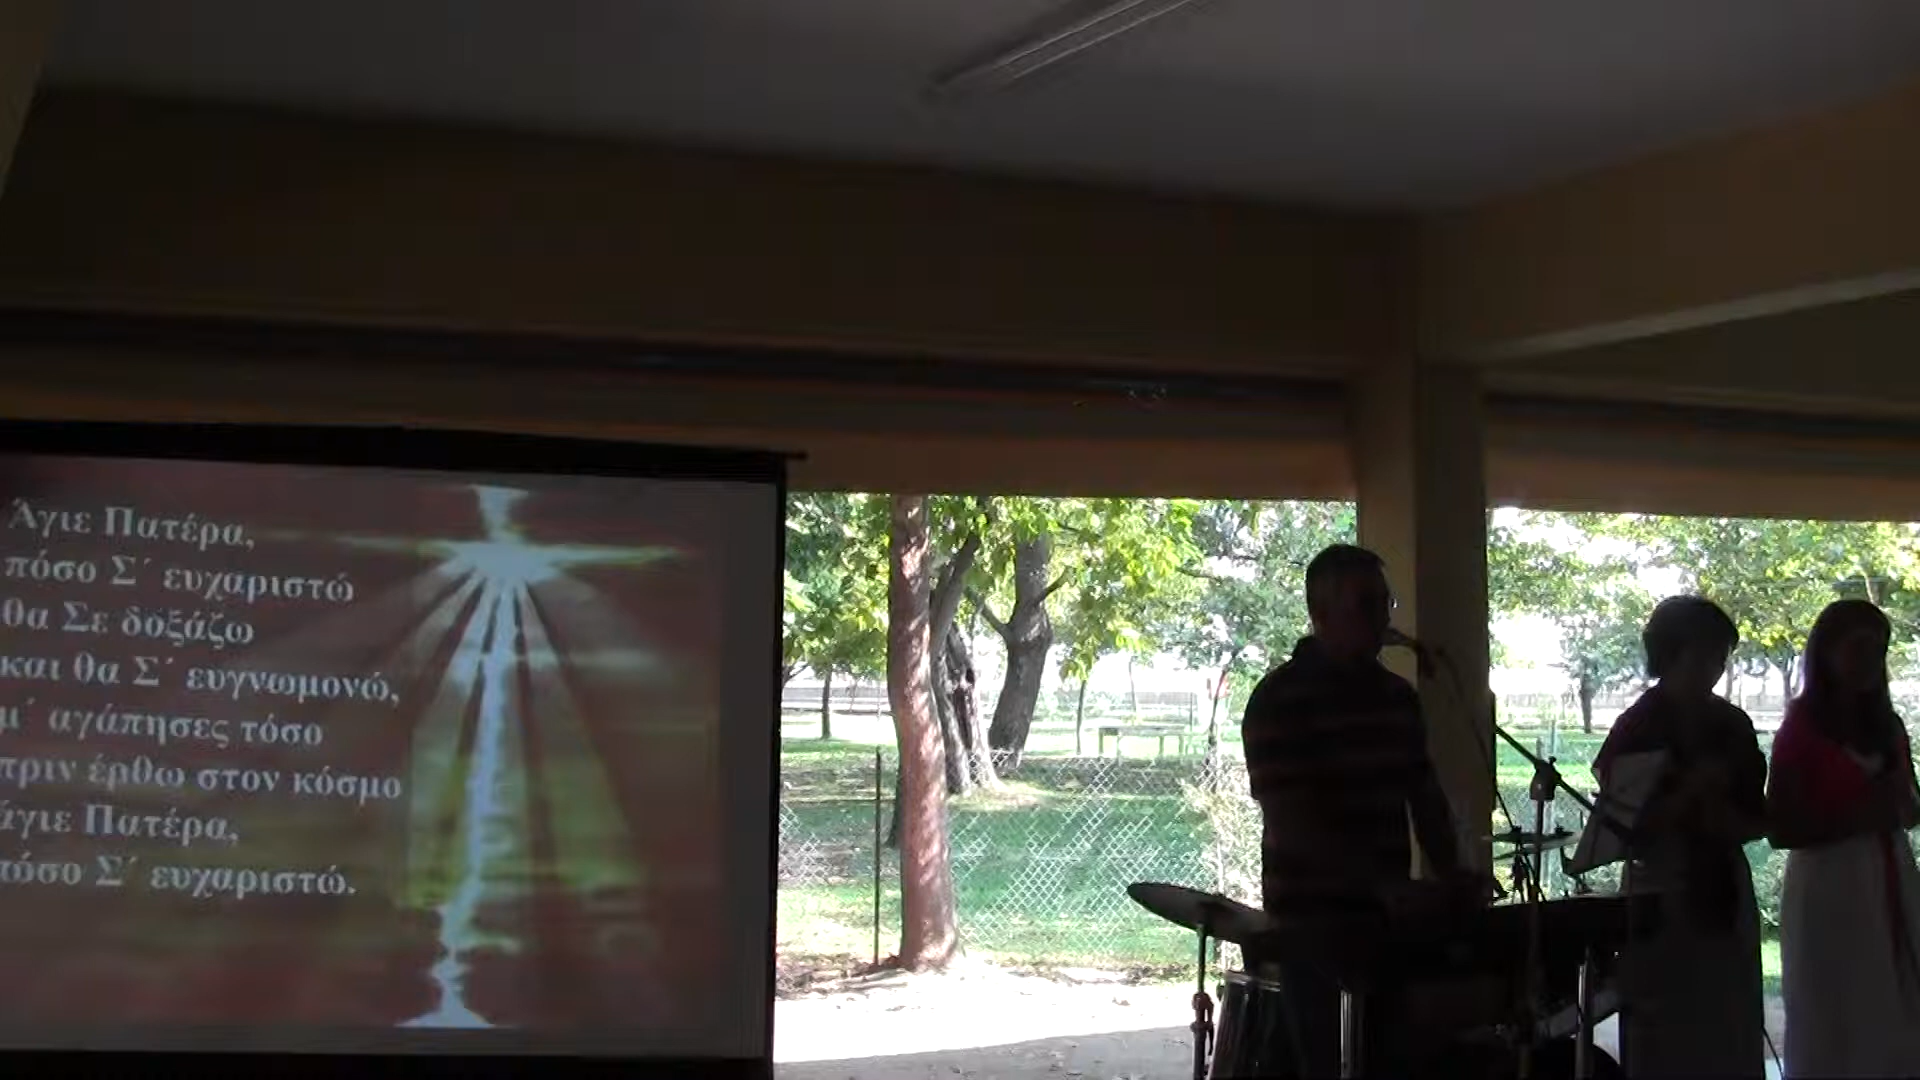 Άγιε Πατέρα,
πόσο Σ΄ ευχαριστώ
θα Σε δοξάζω
και θα Σ΄ ευγνωμονώ,
μ΄ αγάπησες τόσο
πριν έρθω στον κόσμο
άγιε Πατέρα,
πόσο Σ΄ ευχαριστώ.